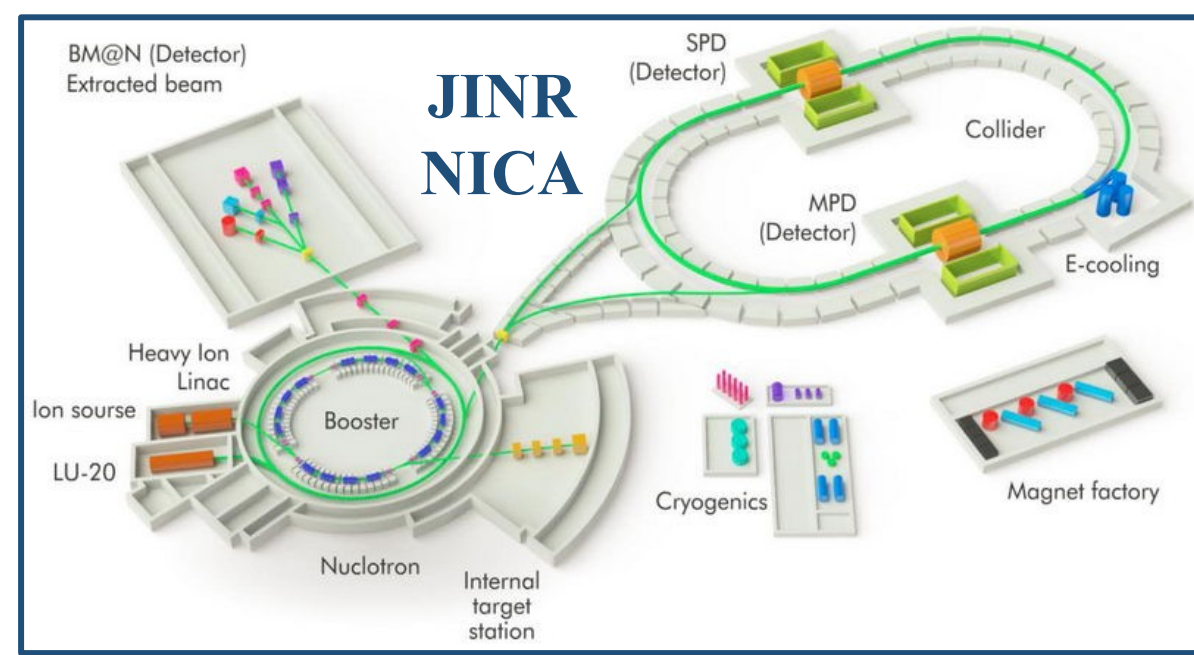 BM@N (Detector)
Extracted beam
JINR
NICA
SPD
(Detector)
Collider
MPD
(Detector)
E-cooling
Heavy Ion
Linac
Ion sourse
Booster
LU-20
Cryogenics
Magnet factory
Nuclotron
Internal
target
station